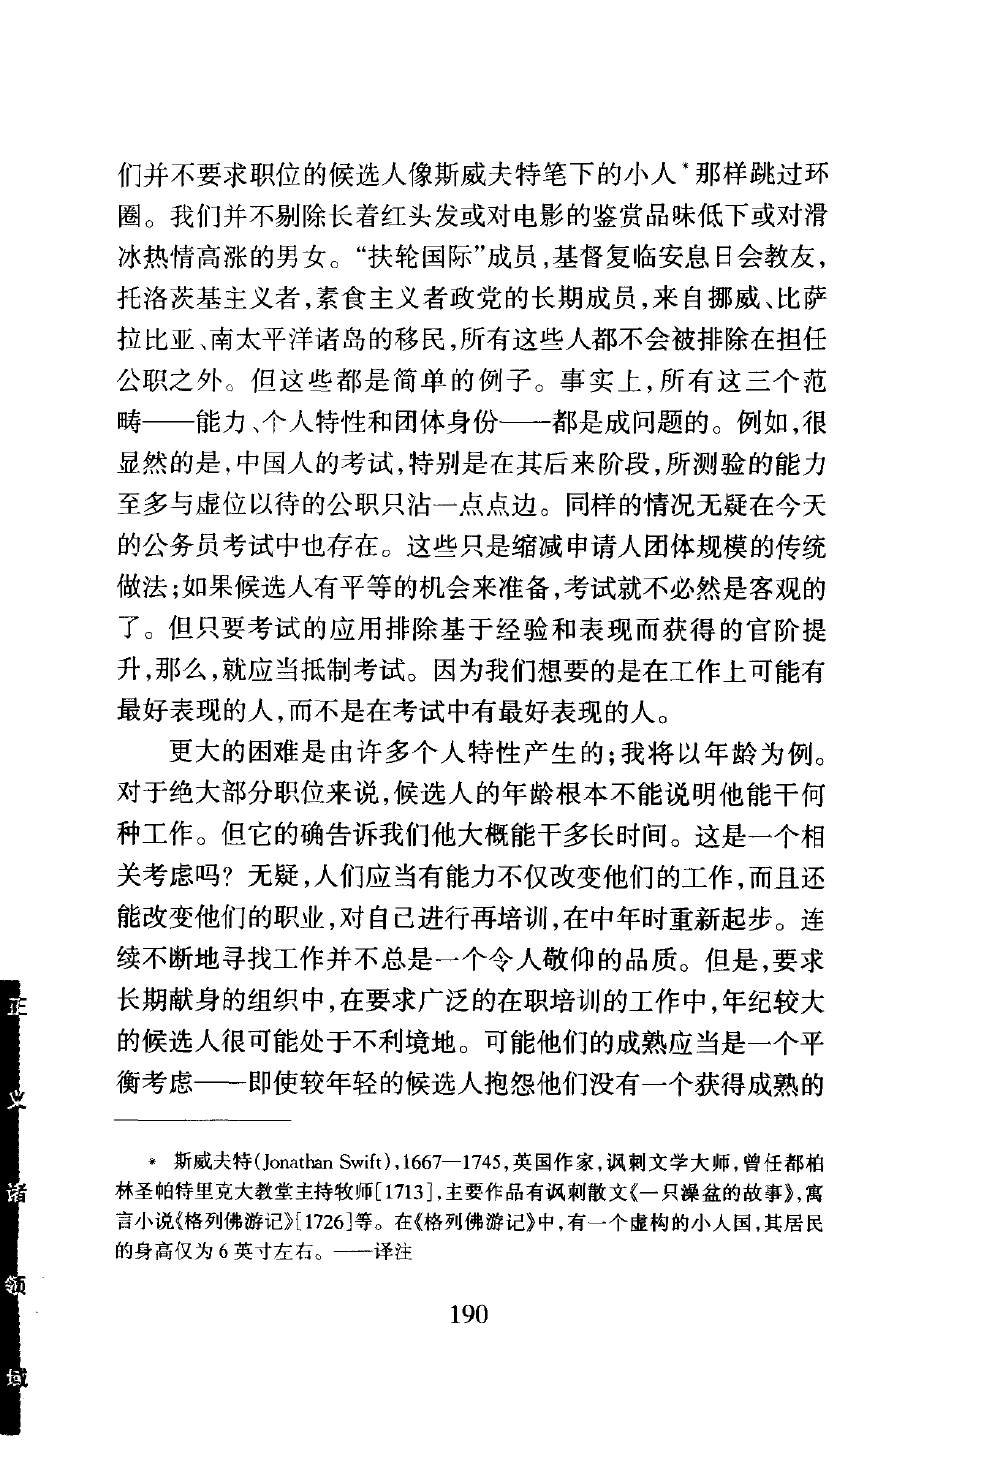 们并不要求职位的候选人像斯威夫特笔下的小人*那样跳过环
圈。我们并不剔除长着红头发或对电影的鉴赏品味低下或对滑
冰热情高涨的男女。“扶轮国际”成员,基督复临安息日会教友,
托洛茨基主义者,素食主义者政党的长期成员,来自挪威、比萨
拉比亚、南太平洋诸岛的移民,所有这些人都不会被排除在担任
公职之外。但这些都是简单的例子。事实上,所有这三个范
畴——能力、个人特性和团体身份——都是成问题的。例如,很
显然的是,中国人的考试,特别是在其后来阶段,所测验的能力
至多与虚位以待的公职只沾一点点边。同样的情况无疑在今天
的公务员考试中也存在。这些只是缩减申请人团体规模的传统
做法;如果候选人有平等的机会来准备,考试就不必然是客观的
了。但只要考试的应用排除基于经验和表现而获得的官阶提
升,那么,就应当抵制考试。因为我们想要的是在工作上可能有
最好表现的人,而不是在考试中有最好表现的人。
更大的困难是由许多个人特性产生的;我将以年龄为例。
对于绝大部分职位来说,候选人的年龄根本不能说明他能干何
种工作。但它的确告诉我们他大概能干多长时间。这是一个相
关考虑吗?无疑,人们应当有能力不仅改变他们的工作,而且还
能改变他们的职业,对自己进行再培训,在中年时重新起步。连
续不断地寻找工作并不总是一个令人敬仰的品质。但是,要求
长期献身的组织中,在要求广泛的在职培训的工作中,年纪较大
的候选人很可能处于不利境地。可能他们的成熟应当是一个平
衡考虑——即使较年轻的候选人抱怨他们没有一个获得成熟的
* 斯威夫特(Jonathan Swift),1667—1745,英国作家,讽刺文学大师,曾任都柏
林圣帕特里克大教堂主持牧师[1713],主要作品有讽刺散文《一只澡盆的故事》,寓
言小说《格列佛游记》[1726]等。在《格列佛游记》中,有一个虚构的小人国,其居民
的身高仅为6英寸左右。——译注
190
正义诸领域